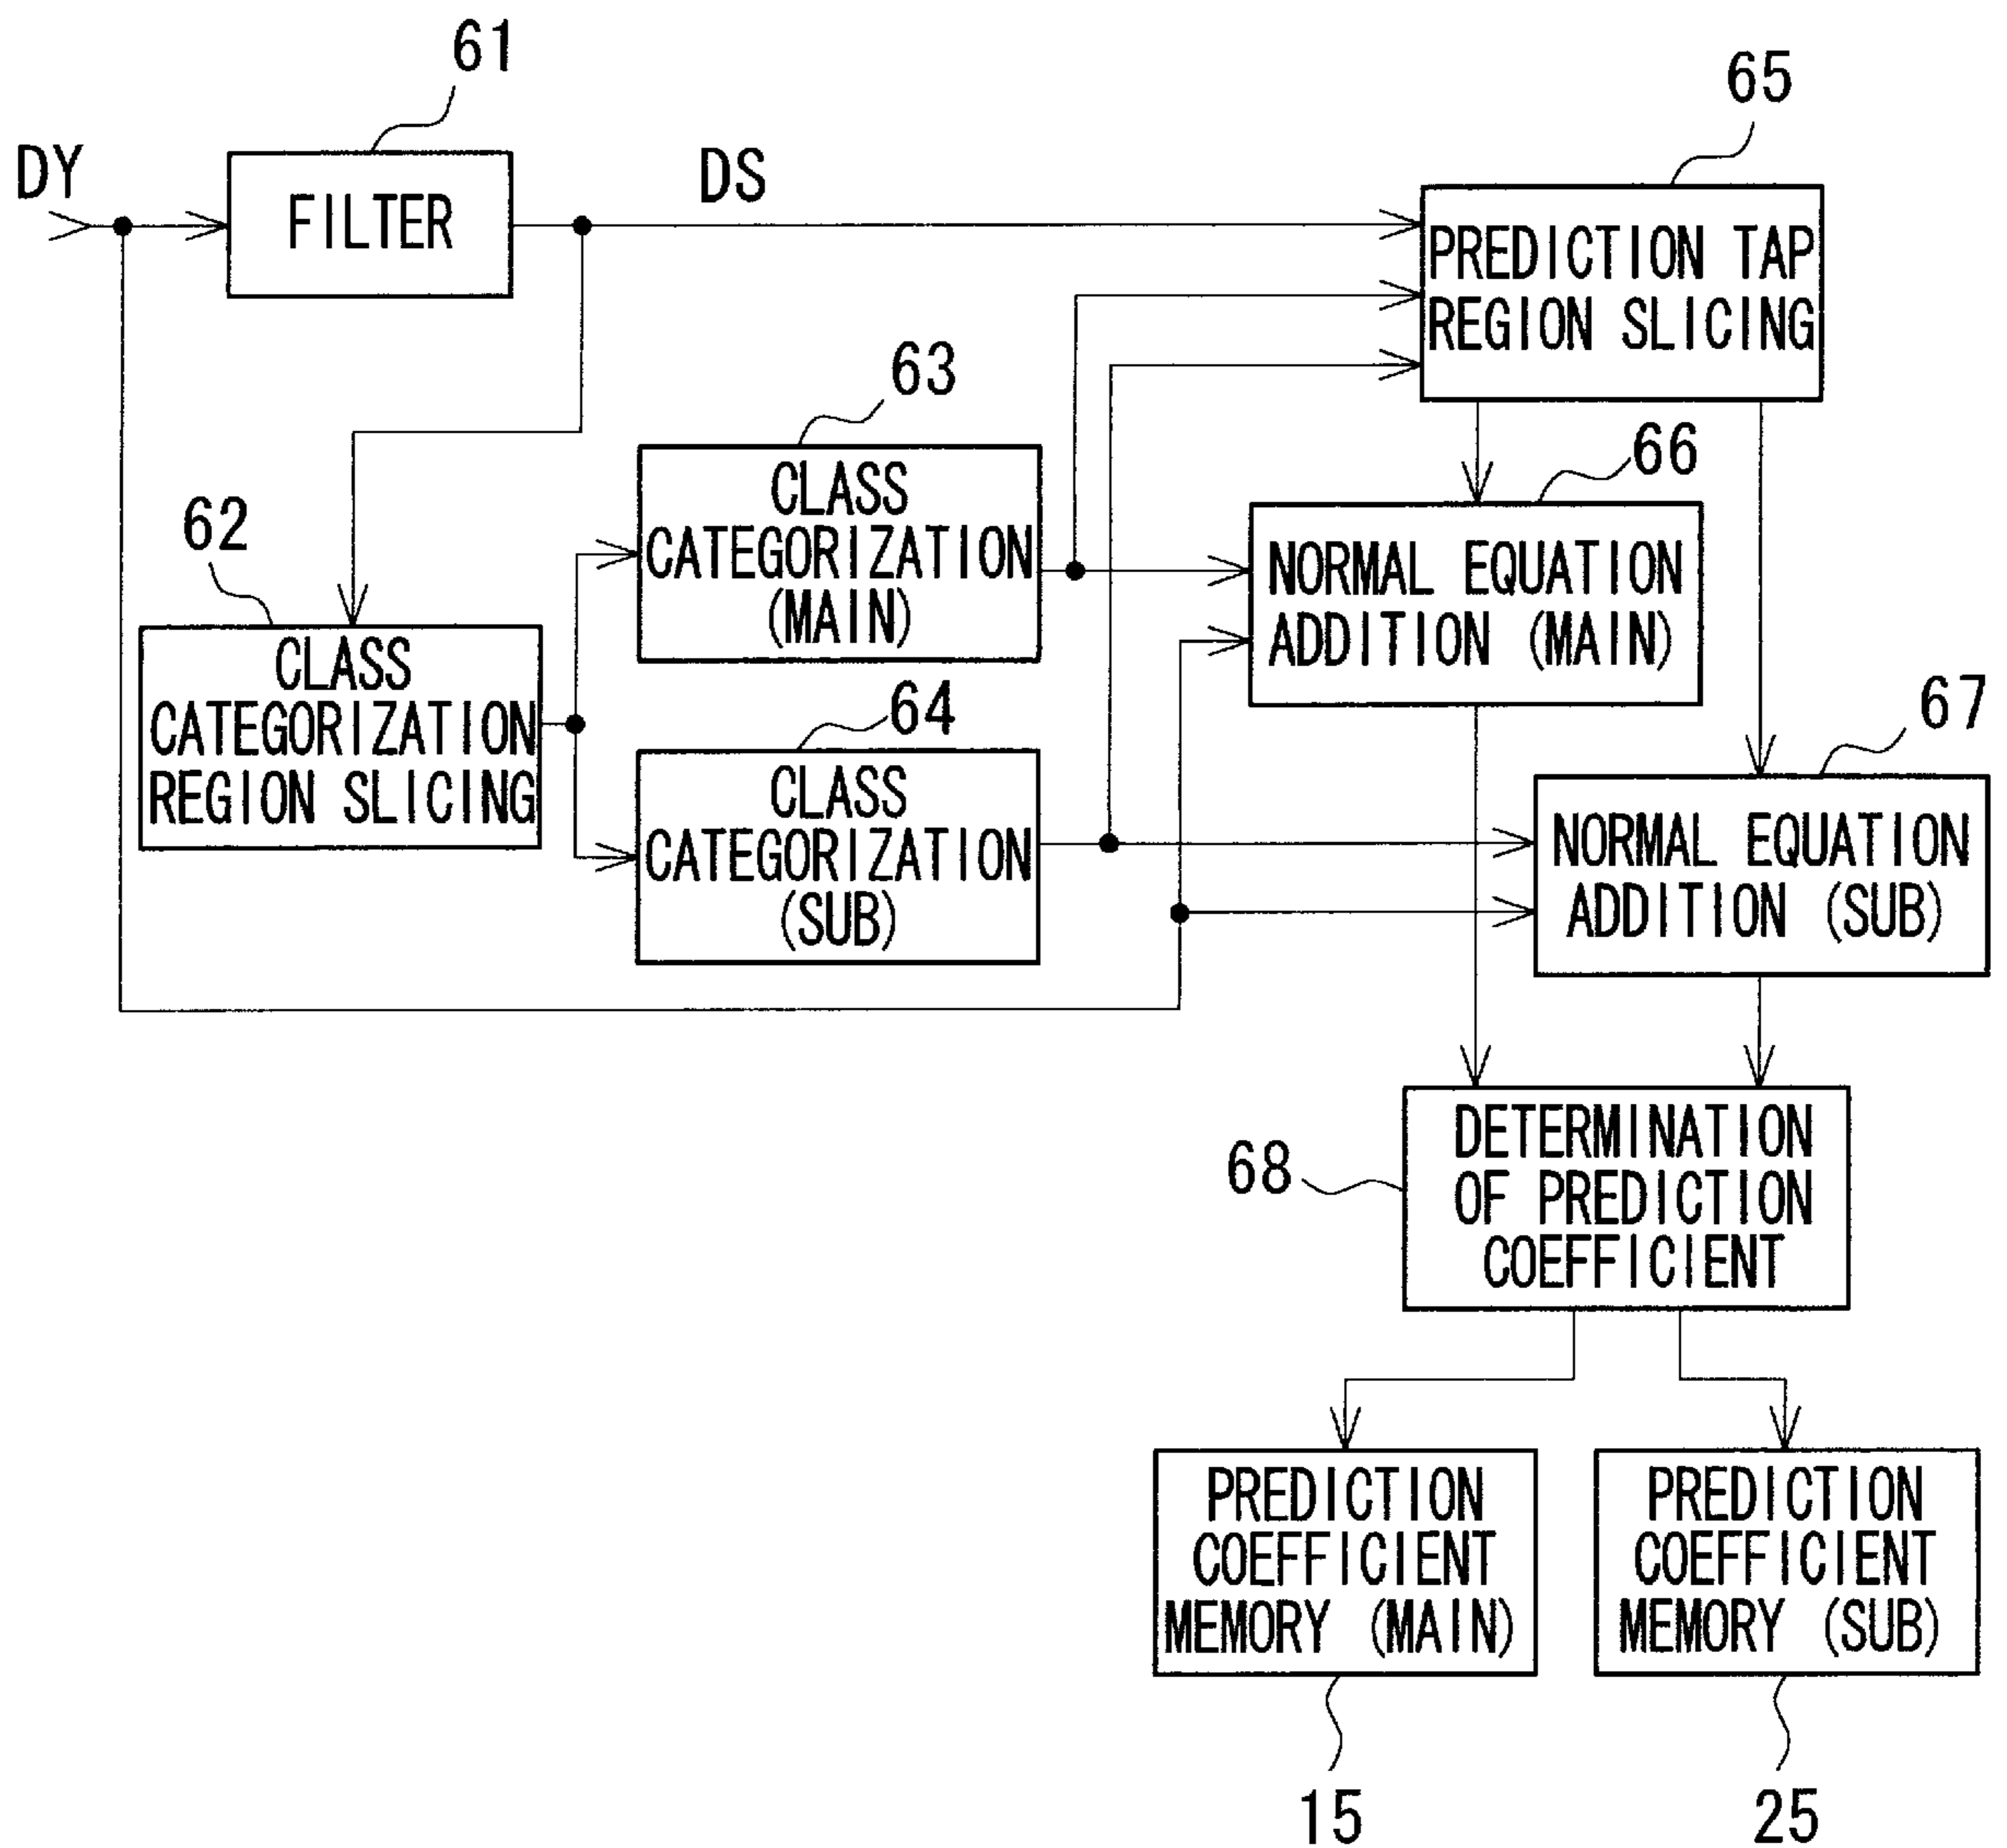 61
65
DY
FILTER
DS
PREDICTION TAP
REGION SLICING
63
66
62
CLASS
CATEGORIZATION
(MAIN)
NORMAL EQUATION
ADDITION (MAIN)
CLASS
CATEGORIZATION
REGION SLICING
64
67
CLASS
CATEGORIZATION
(SUB)
NORMAL EQUATION
ADDITION (SUB)
68
DETERMINATION
OF PREDICTION
COEFFICIENT
PREDICTION
COEFFICIENT
MEMORY (MAIN)
PREDICTION
COEFFICIENT
MEMORY (SUB)
15
25